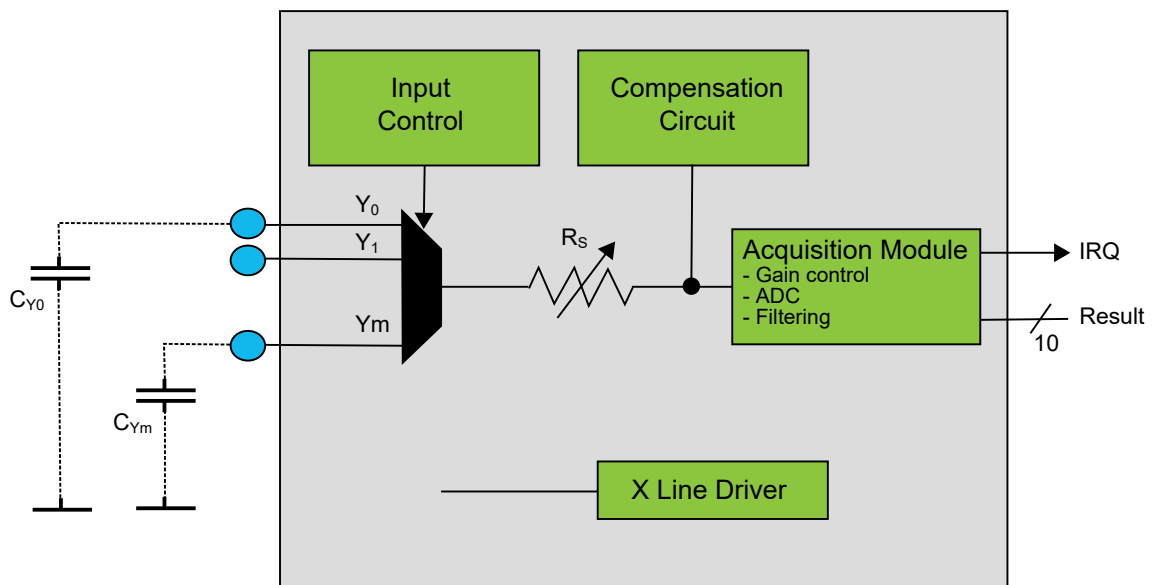 Input
Control
Compensation
Circuit
Y0
Y1
Ym
RS
CY0
CYm
Acquisition Module
- Gain control
- ADC
- Filtering
IRQ
Result
10
X Line Driver